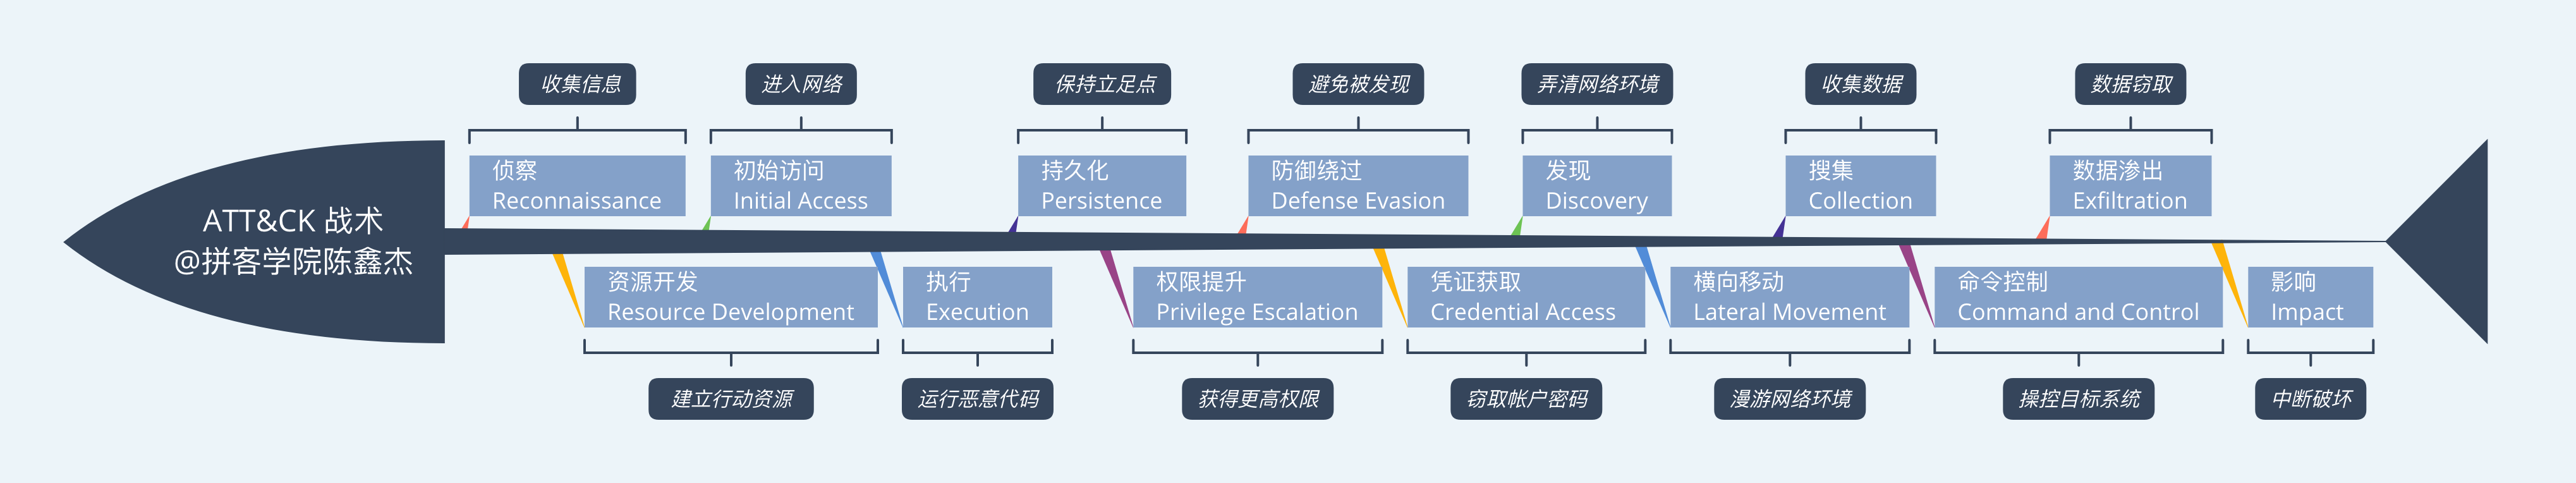 收集信息
进入网络
保持立足点
避免被发现
弄清网络环境
收集数据
数据窃取
侦察
Reconnaissance
初始访问
Initial Access
持久化
Persistence
防御绕过
Defense Evasion
发现
Discovery
搜集
Collection
数据渗出
Exfiltration
ATT&CK 战术
@拼客学院陈鑫杰
资源开发
Resource Development
执行
Execution
权限提升
Privilege Escalation
凭证获取
Credential Access
横向移动
Lateral Movement
命令控制
Command and Control
影响
Impact
建立行动资源
运行恶意代码
获得更高权限
窃取帐户密码
漫游网络环境
操控目标系统
中断破坏